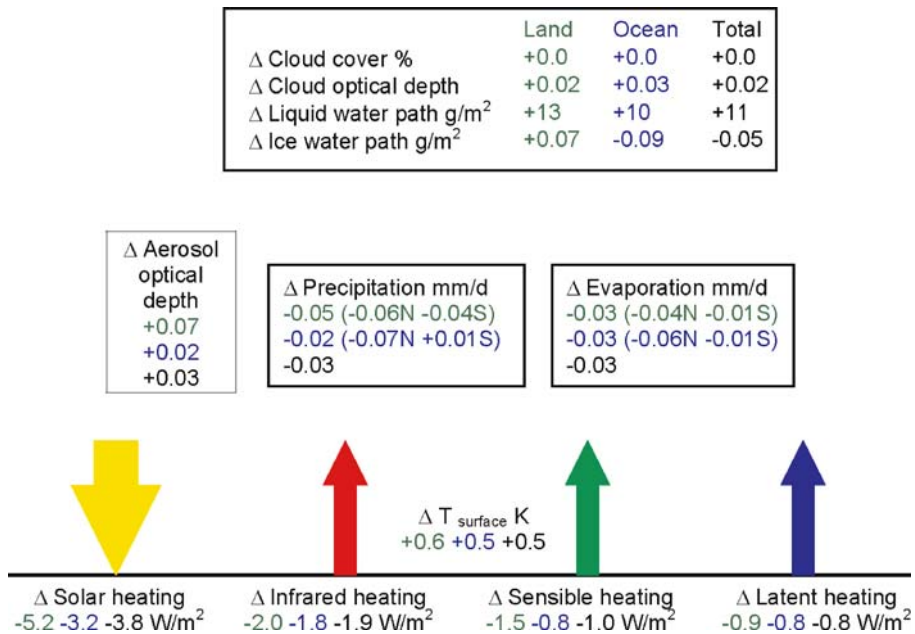 Land Ocean Total
Δ Cloud cover % +0.0 +0.0 +0.0
Δ Cloud optical depth +0.02 +0.03 +0.02
Δ Liquid water path g/m² +13 +10 +11
Δ Ice water path g/m² +0.07 -0.09 -0.05
Δ Aerosol
optical
depth
+0.07
+0.02
+0.03
Δ Precipitation mm/d
-0.05 (-0.06N -0.04S)
-0.02 (-0.07N +0.01S)
-0.03
Δ Evaporation mm/d
-0.03 (-0.04N -0.01S)
-0.03 (-0.06N -0.01S)
-0.03
Δ T surface K
+0.6 +0.5 +0.5
Δ Solar heating
-5.2 -3.2 -3.8 W/m²
Δ Infrared heating
-2.0 -1.8 -1.9 W/m²
Δ Sensible heating
-1.5 -0.8 -1.0 W/m²
Δ Latent heating
-0.9 -0.8 -0.8 W/m²